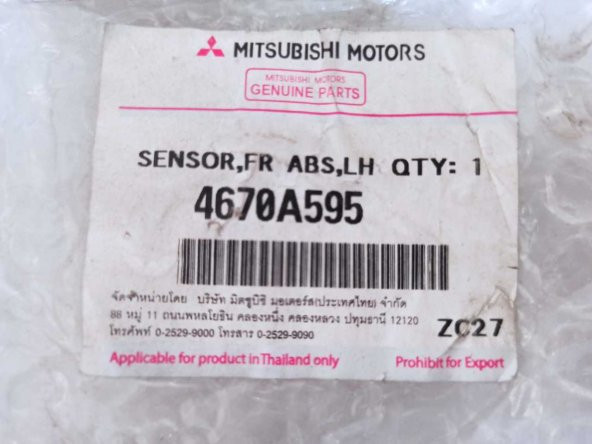 MITSUBISHI MOTORS
MITSUBISHI MOTORS
GENUINE PARTS
SENSOR,FR ABS,LH QTY: 1
4670A595
จัดจำหน่ายโดย บริษัท มิตซูบิชิ มอเตอร์ส(ประเทศไทย) จำกัด
88 หมู่ 11 ถนนพหลโยธิน คลองหนึ่ง คลองหลวง ปทุมธานี 12120
โทรศัพท์ 0-2529-9000 โทรสาร 0-2529-9090
ZC27
Applicable for product in Thailand only Prohibit for Export